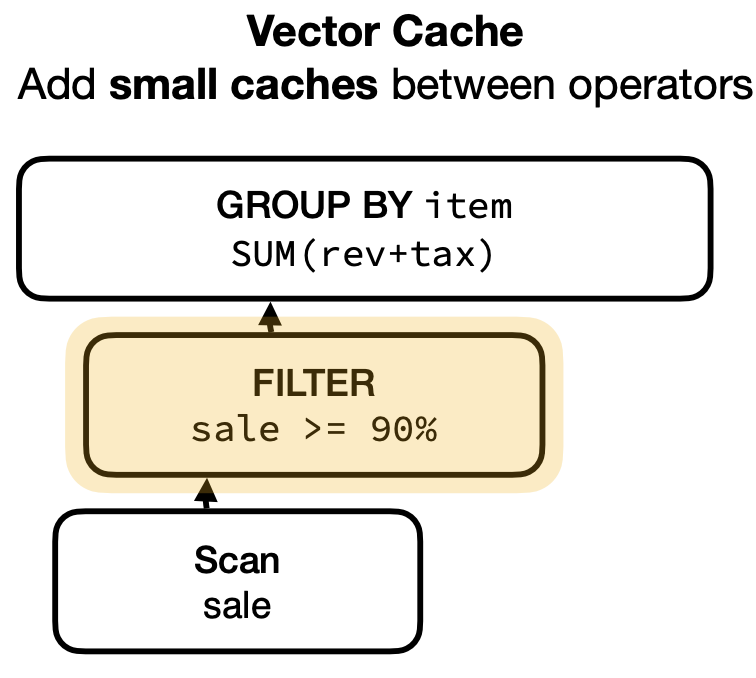 Vector Cache
Add small caches between operators
GROUP BY item
SUM(rev+tax)
FILTER
sale >= 90%
Scan
sale